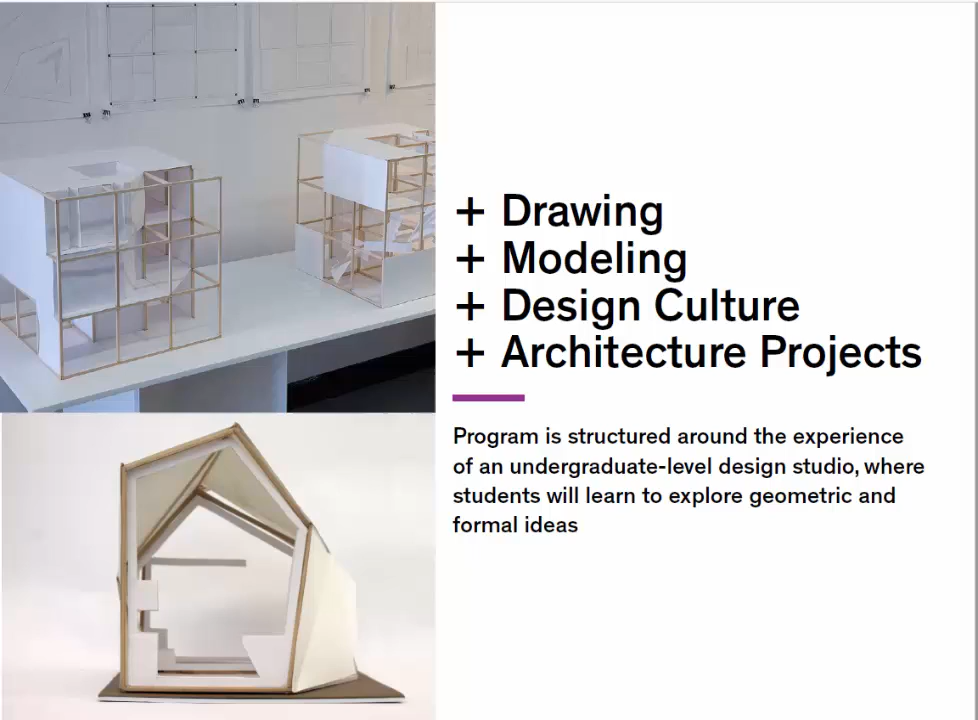 + Drawing
+ Modeling
+ Design Culture
+ Architecture Projects
Program is structured around the experience
of an undergraduate-level design studio, where
students will learn to explore geometric and
formal ideas